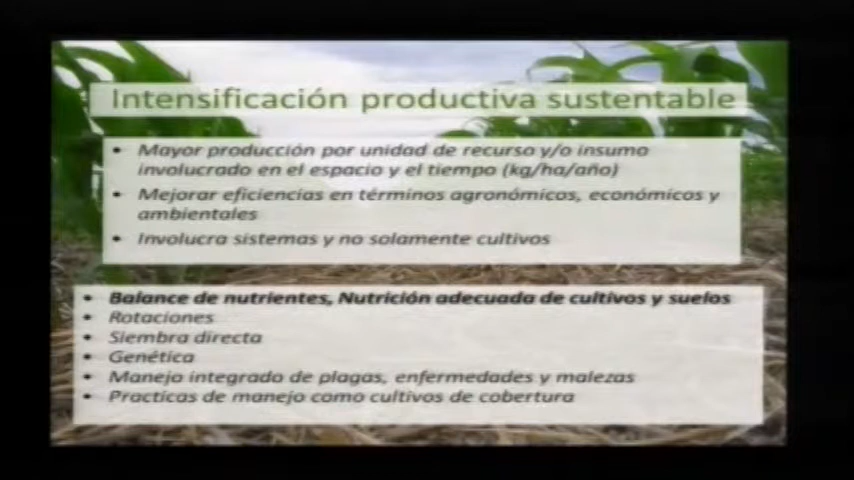 Intensificación productiva sustentable
• Mayor producción por unidad de recurso y/o insumo
involucrado en el espacio y el tiempo (kg/ha/año)
• Mejorar eficiencias en términos agronómicos, económicos y
ambientales
• Involucra sistemas y no solamente cultivos
• Balance de nutrientes, Nutrición adecuada de cultivos y suelos
• Rotaciones
• Siembra directa
• Genética
• Manejo integrado de plagas, enfermedades y malezas
• Practicas de manejo como cultivos de cobertura